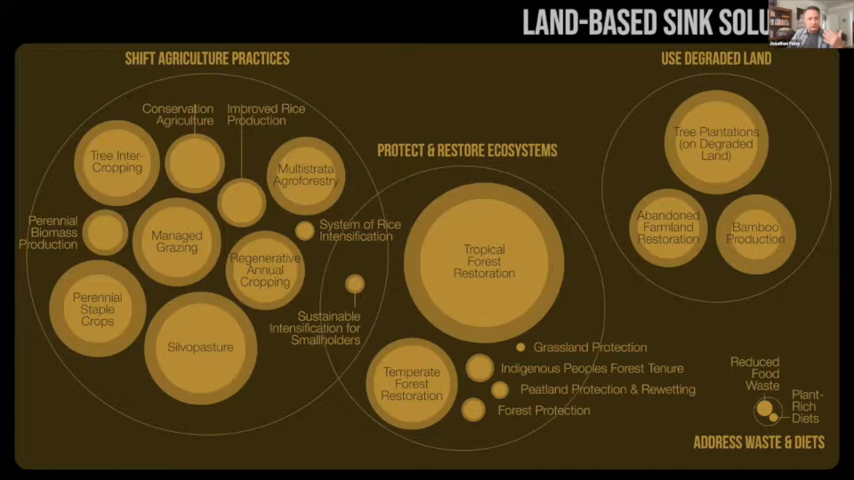 LAND-BASED SINK SOLU
Jonathan Foley
SHIFT AGRICULTURE PRACTICES
Conservation
Agriculture
Improved Rice
Production
Tree Inter-
Cropping
Multistrata
Agroforestry
Perennial
Biomass
Production
Managed
Grazing
System of Rice
Intensification
Regenerative
Annual
Cropping
Perennial
Staple
Crops
Silvopasture
Sustainable
Intensification for
Smallholders
PROTECT & RESTORE ECOSYSTEMS
Tropical
Forest
Restoration
Temperate
Forest
Restoration
Grassland Protection
Indigenous Peoples Forest Tenure
Peatland Protection & Rewetting
Forest Protection
USE DEGRADED LAND
Tree Plantations
(on Degraded
Land)
Abandoned
Farmland
Restoration
Bamboo
Production
Reduced
Food
Waste
Plant-
Rich
Diets
ADDRESS WASTE & DIETS